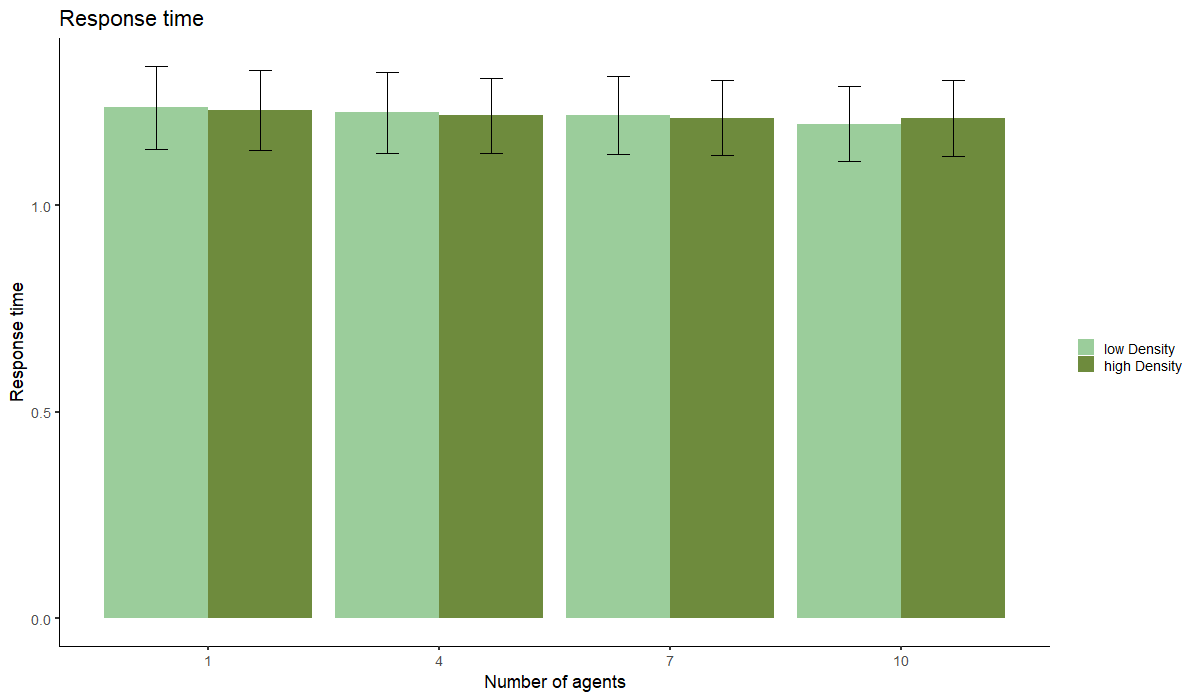 Response time
Response time
1.0
0.5
0.0
1
4
7
10
Number of agents
low Density
high Density